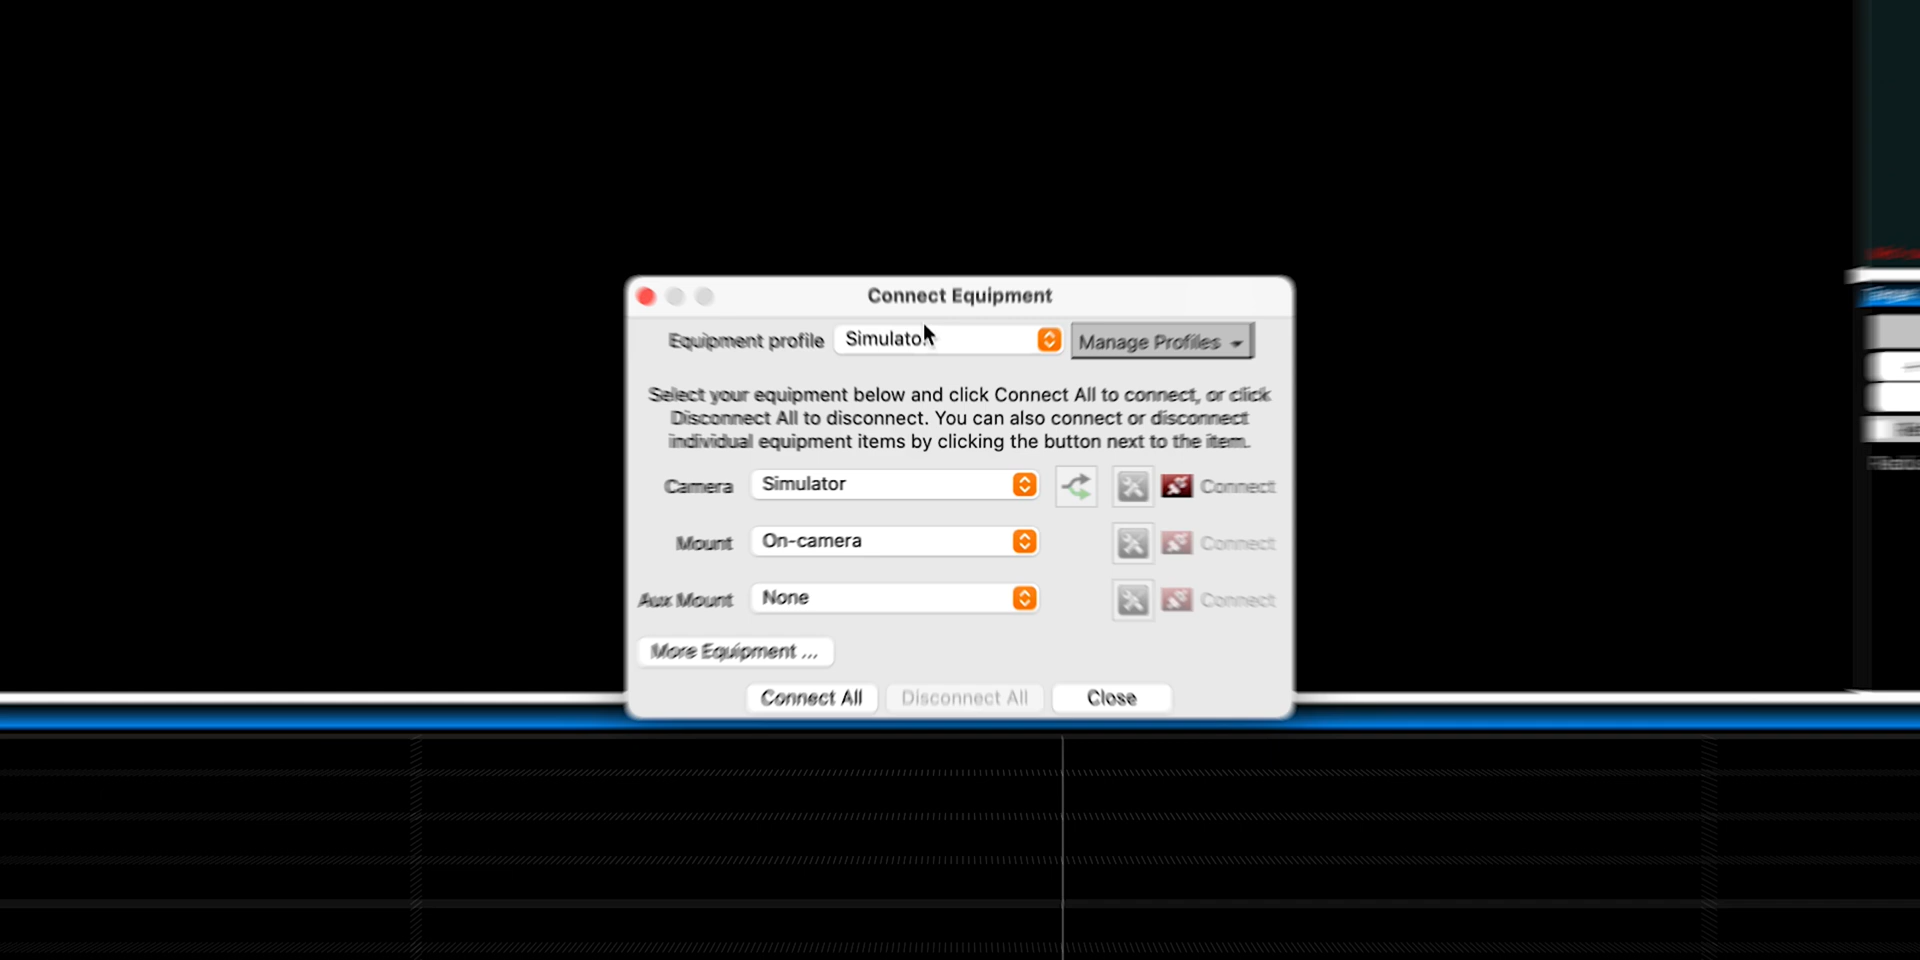 Connect Equipment
Equipment profile Simulator Manage Profiles
Select your equipment below and click Connect All to connect, or click
Disconnect All to disconnect. You can also connect or disconnect
individual equipment items by clicking the button next to the item.
Camera Simulator Connect
Mount On-camera Connect
Aux Mount None Connect
More Equipment ...
Connect All Disconnect All Close